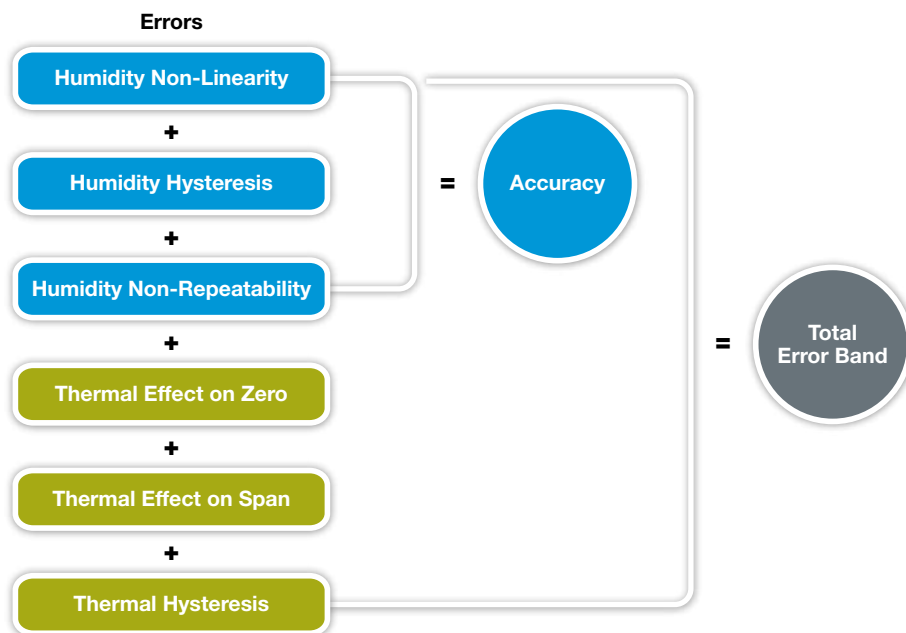 Errors
Humidity Non-Linearity
+
Humidity Hysteresis
=
Accuracy
+
Humidity Non-Repeatability
+
=
Total
Error Band
Thermal Effect on Zero
+
Thermal Effect on Span
+
Thermal Hysteresis